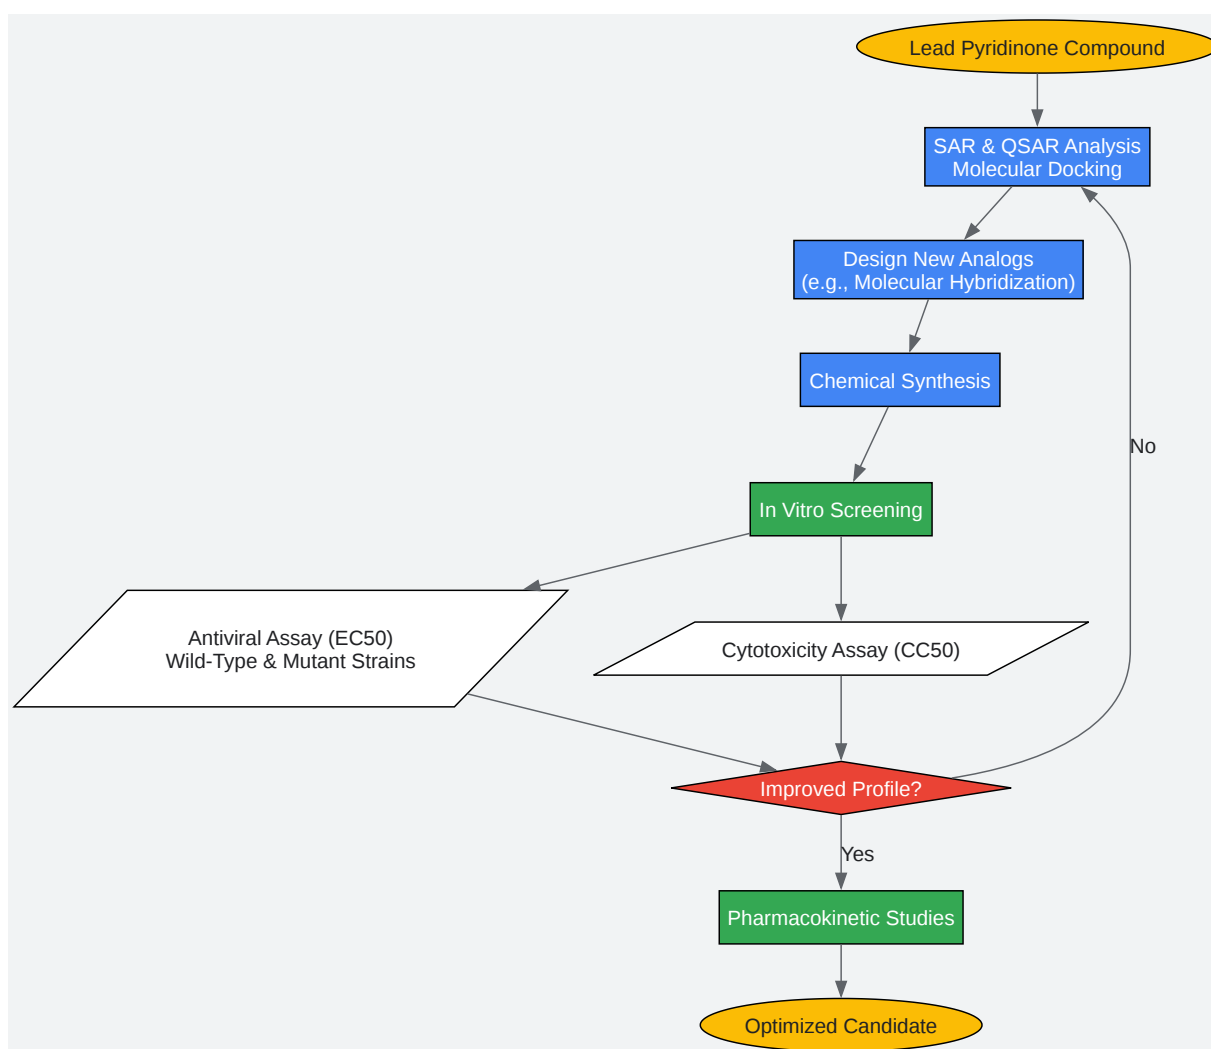 Lead Pyridinone Compound
SAR & QSAR Analysis
Molecular Docking
Design New Analogs
(e.g., Molecular Hybridization)
Chemical Synthesis
No
In Vitro Screening
Antiviral Assay (EC50)
Wild-Type & Mutant Strains
Cytotoxicity Assay (CC50)
Improved Profile?
Yes
Pharmacokinetic Studies
Optimized Candidate